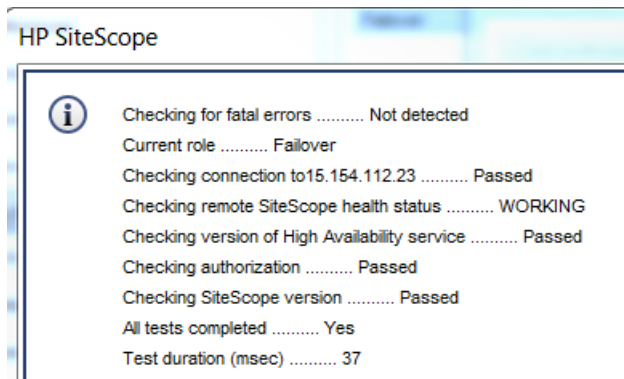 Failover
HP SiteScope
Checking for fatal errors .......... Not detected
Current role .......... Failover
Checking connection to15.154.112.23 .......... Passed
Checking remote SiteScope health status .......... WORKING
Checking version of High Availability service .......... Passed
Checking authorization .......... Passed
Checking SiteScope version .......... Passed
All tests completed .......... Yes
Test duration (msec) .......... 37